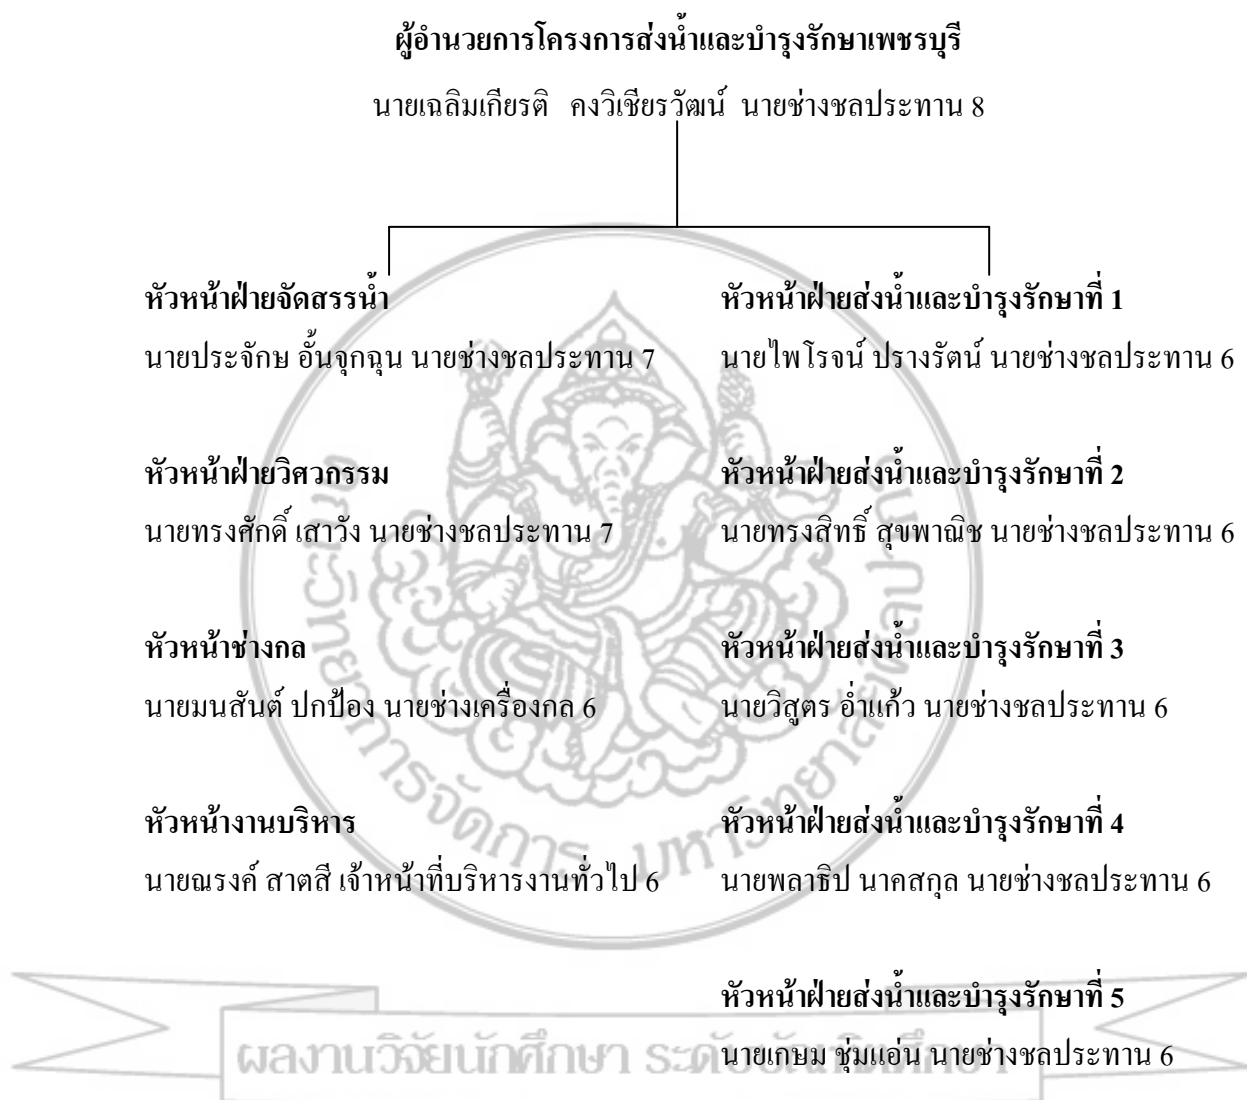 ผู้อำนวยการโครงการส่งน้ำและบำรุงรักษาเพชรบุรี
นายเฉลิมเกียรติ คงวิเชียรวัฒน์ นายช่างชลประทาน 8
หัวหน้าฝ่ายจัดสรรน้ำ
นายประจักษ อั้นจุกฉุน นายช่างชลประทาน 7
หัวหน้าฝ่ายวิศวกรรม
นายทรงศักดิ์ เสาวัง นายช่างชลประทาน 7
หัวหน้าช่างกล
นายมนสันต์ ปกป้อง นายช่างเครื่องกล 6
หัวหน้างานบริหาร
นายณรงค์ สาตสี เจ้าหน้าที่บริหารงานทั่วไป 6
หัวหน้าฝ่ายส่งน้ำและบำรุงรักษาที่ 1
นายไพโรจน์ ปรางรัตน์ นายช่างชลประทาน 6
หัวหน้าฝ่ายส่งน้ำและบำรุงรักษาที่ 2
นายทรงสิทธิ์ สุขพาณิช นายช่างชลประทาน 6
หัวหน้าฝ่ายส่งน้ำและบำรุงรักษาที่ 3
นายวิสูตร อ่ำแก้ว นายช่างชลประทาน 6
หัวหน้าฝ่ายส่งน้ำและบำรุงรักษาที่ 4
นายพลาธิป นาคสกุล นายช่างชลประทาน 6
หัวหน้าฝ่ายส่งน้ำและบำรุงรักษาที่ 5
นายเกษม ชุ่มแอ่น นายช่างชลประทาน 6
ผลงานวิจัยนักศึกษา ระดับบัณฑิตศึกษา